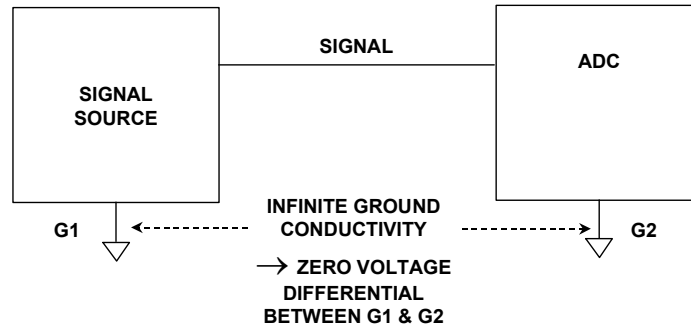 SIGNAL
SOURCE
SIGNAL
ADC
G1
INFINITE GROUND
CONDUCTIVITY
→ ZERO VOLTAGE
DIFFERENTIAL
BETWEEN G1 & G2
G2